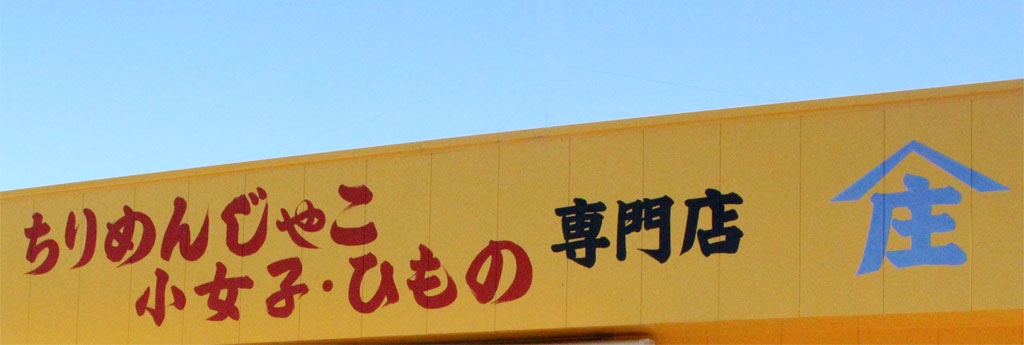 ちりめんじゃこ
小女子・ひもの
専門店
庄